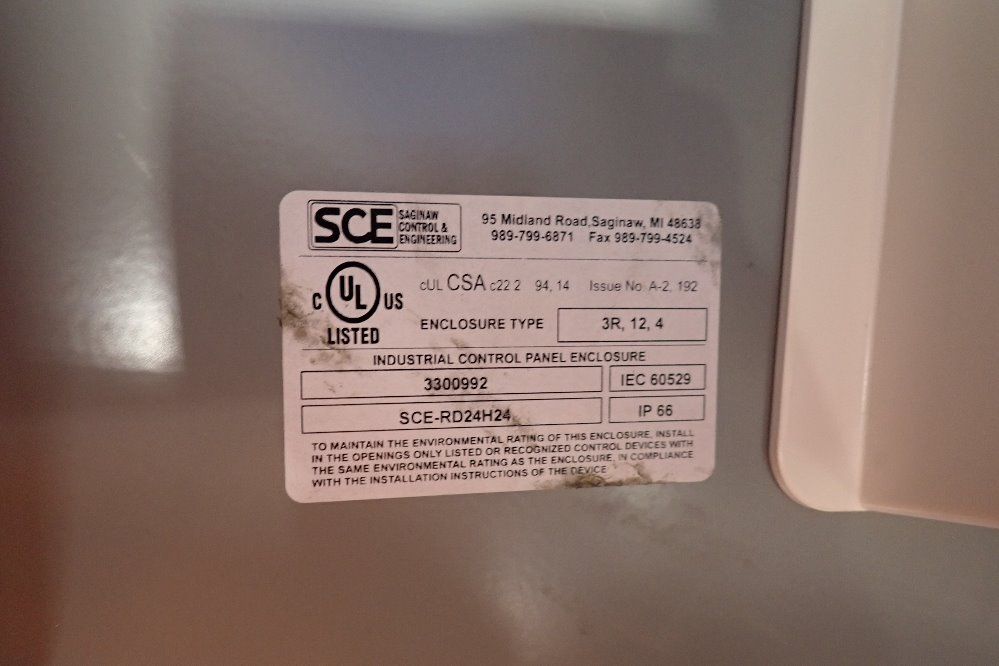 SCE SAGINAW
CONTROL &
ENGINEERING
95 Midland Road,Saginaw, MI 48638
989-799-6871 Fax 989-799-4524
C UL US
LISTED
cUL CSA c22 2 94, 14 Issue No A-2, 192
ENCLOSURE TYPE 3R, 12, 4
INDUSTRIAL CONTROL PANEL ENCLOSURE
3300992 IEC 60529
SCE-RD24H24 IP 66
TO MAINTAIN THE ENVIRONMENTAL RATING OF THIS ENCLOSURE, INSTALL
IN THE OPENINGS ONLY LISTED OR RECOGNIZED CONTROL DEVICES WITH
THE SAME ENVIRONMENTAL RATING AS THE ENCLOSURE, IN COMPLIANCE
WITH THE INSTALLATION INSTRUCTIONS OF THE DEVICE